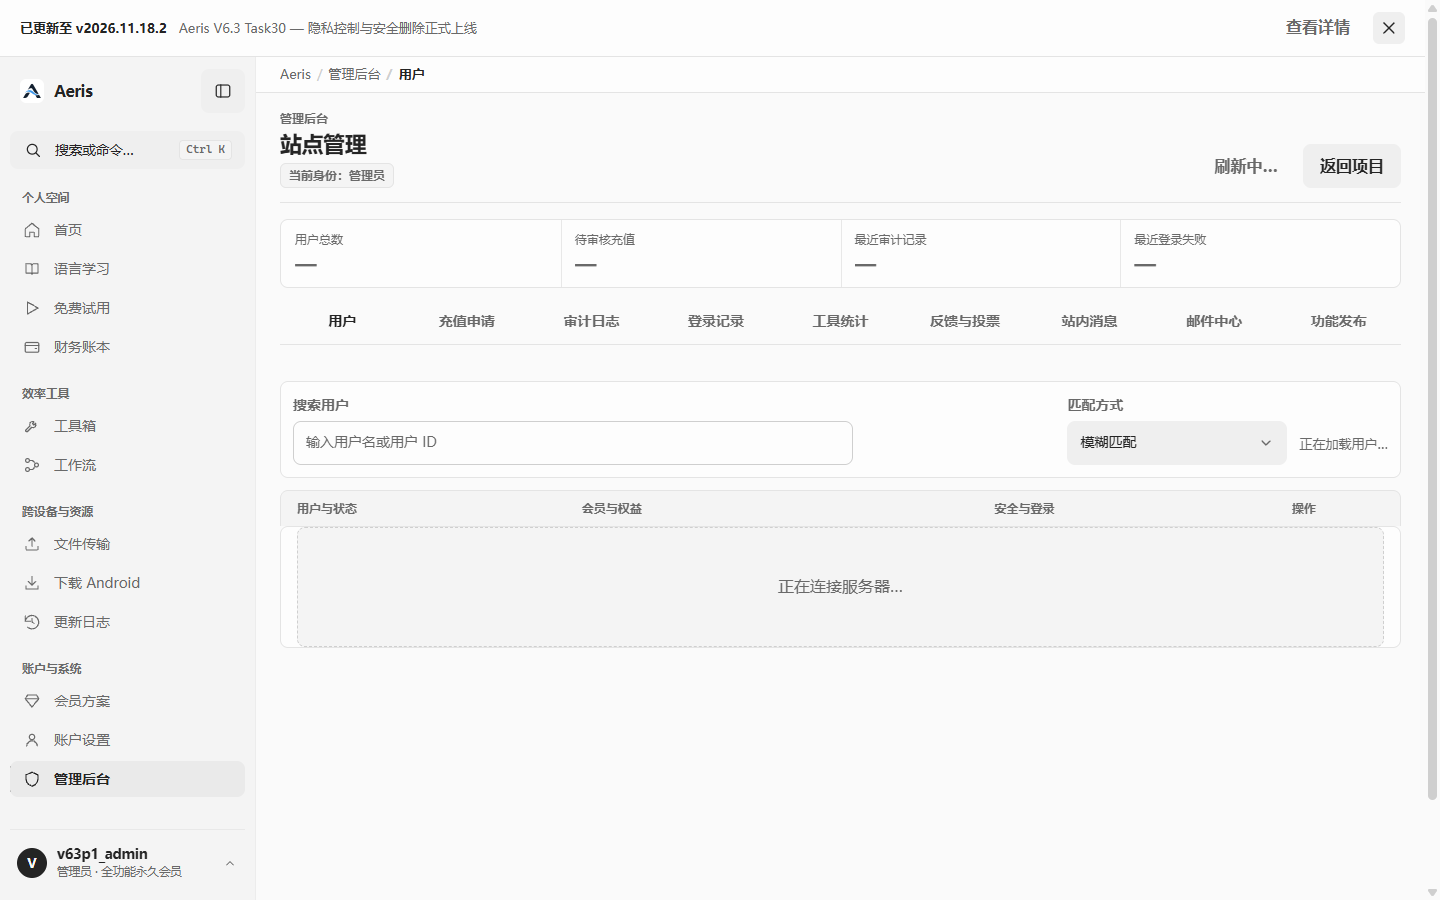 已更新至 v2026.11.18.2 Aeris V6.3 Task30 — 隐私控制与安全删除正式上线 查看详情
Aeris
搜索或命令... Ctrl K
个人空间
首页
语言学习
免费试用
财务账本
效率工具
工具箱
工作流
跨设备与资源
文件传输
下载 Android
更新日志
账户与系统
会员方案
账户设置
管理后台
V
v63p1_admin
管理员 · 全功能永久会员
Aeris / 管理后台 / 用户
管理后台
站点管理
当前身份：管理员
刷新中... 返回项目
用户总数 待审核充值 最近审计记录 最近登录失败
— — — —
用户 充值申请 审计日志 登录记录 工具统计 反馈与投票 站内消息 邮件中心 功能发布
搜索用户 匹配方式
输入用户名或用户 ID 模糊匹配 正在加载用户...
用户与状态 会员与权益 安全与登录 操作
正在连接服务器...